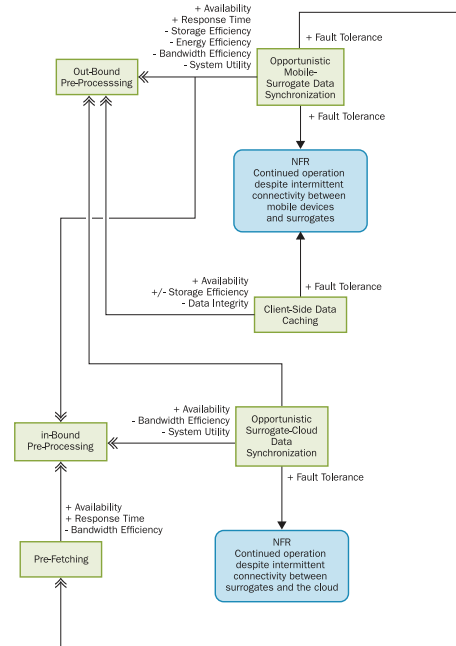 + Availability
+ Response Time
- Storage Efficiency
- Energy Efficiency
- Bandwidth Efficiency
- System Utility
+ Fault Tolerance
Out-Bound
Pre-Processsing
Opportunistic
Mobile-
Surrogate Data
Synchronization
+ Fault Tolerance
NFR
Continued operation
despite intermittent
connectivity between
mobile devices
and surrogates
+ Availability
+/- Storage Efficiency
- Data Integrity
+ Fault Tolerance
Client-Side Data
Caching
+ Availability
- Bandwidth Efficiency
- System Utility
in-Bound
Pre-Processing
Opportunistic
Surrogate-Cloud
Data
Synchronization
+ Fault Tolerance
+ Availability
+ Response Time
- Bandwidth Efficiency
Pre-Fetching
NFR
Continued operation
despite intermittent
connectivity between
surrogates and the cloud